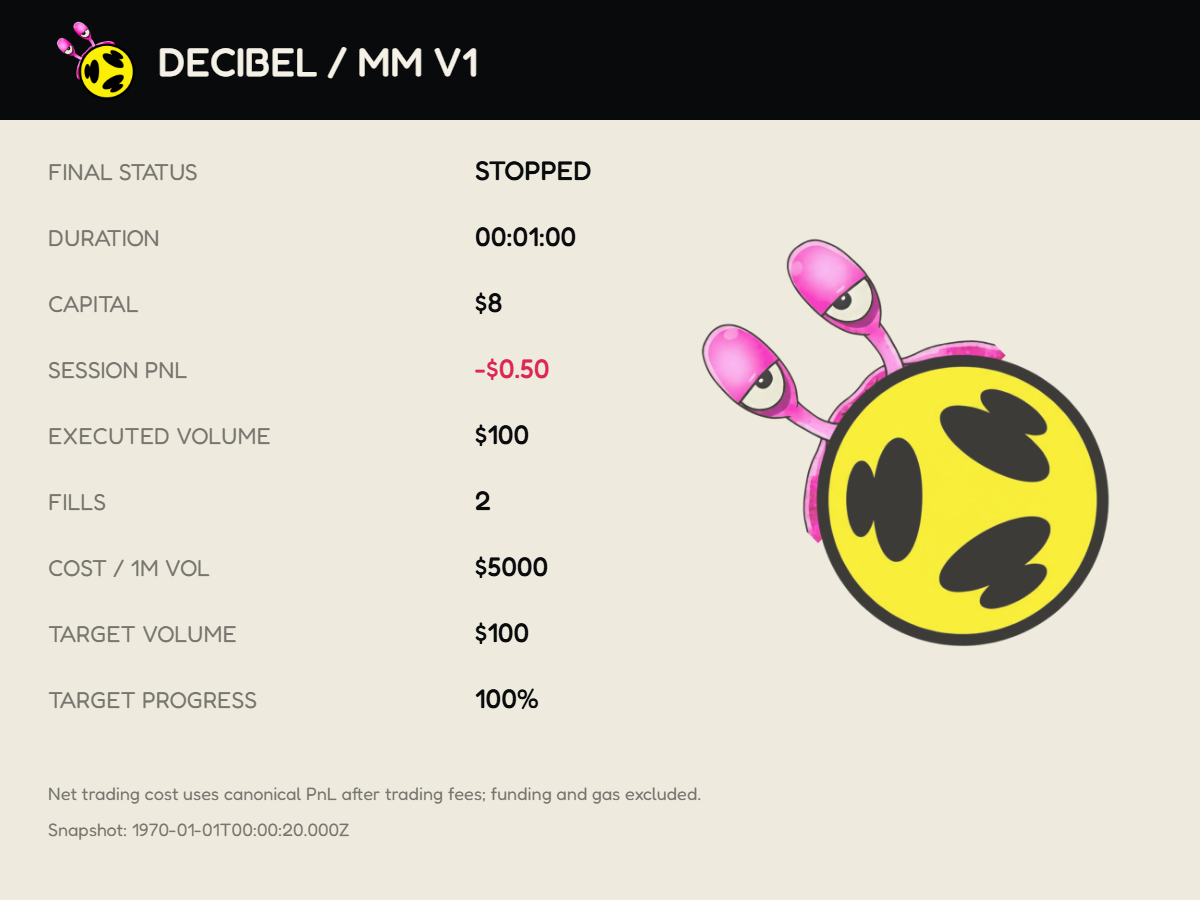 DECIBEL / MM V1
FINAL STATUS STOPPED
DURATION 00:01:00
CAPITAL $8
SESSION PNL -$0.50
EXECUTED VOLUME $100
FILLS 2
COST / 1M VOL $5000
TARGET VOLUME $100
TARGET PROGRESS 100%
Net trading cost uses canonical PnL after trading fees; funding and gas excluded.
Snapshot: 1970-01-01T00:00:20.000Z